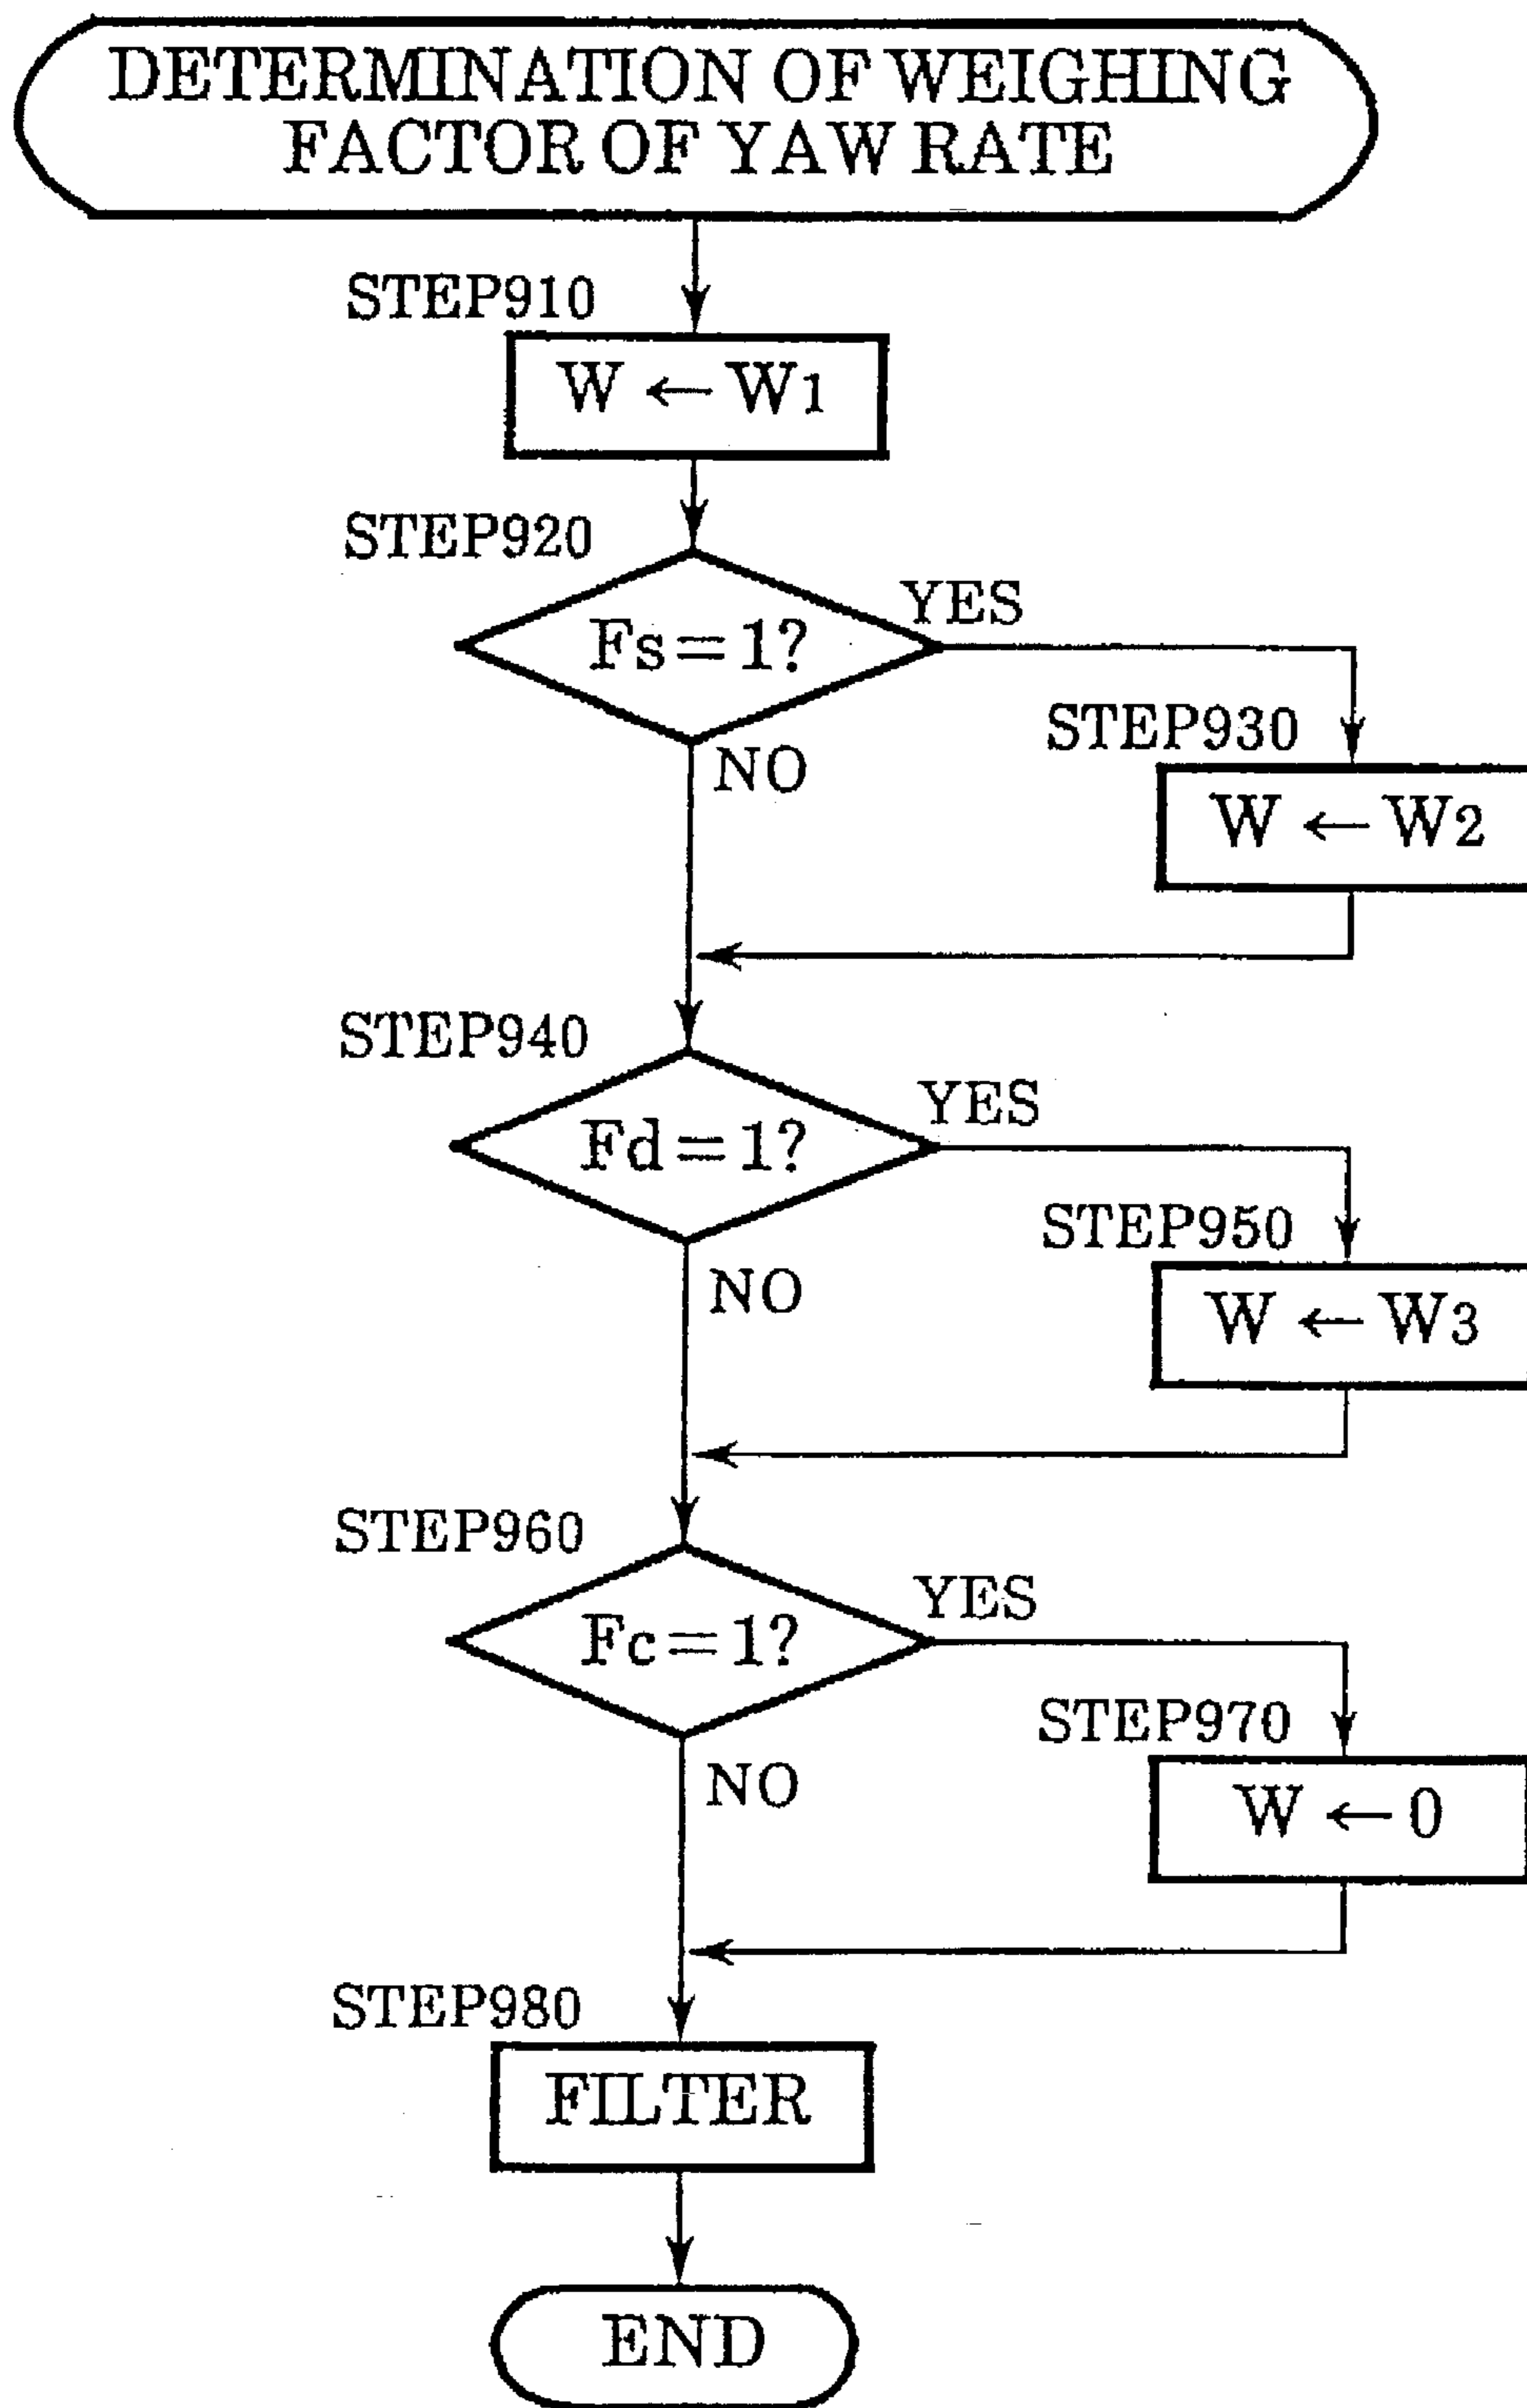 DETERMINATION OF WEIGHING
FACTOR OF YAW RATE
STEP910
W ← W1
STEP920
Fs=1?
YES
STEP930
NO
W ← W2
STEP940
Fd=1?
YES
STEP950
NO
W ← W3
STEP960
Fc=1?
YES
STEP970
NO
W ← 0
STEP980
FILTER
END